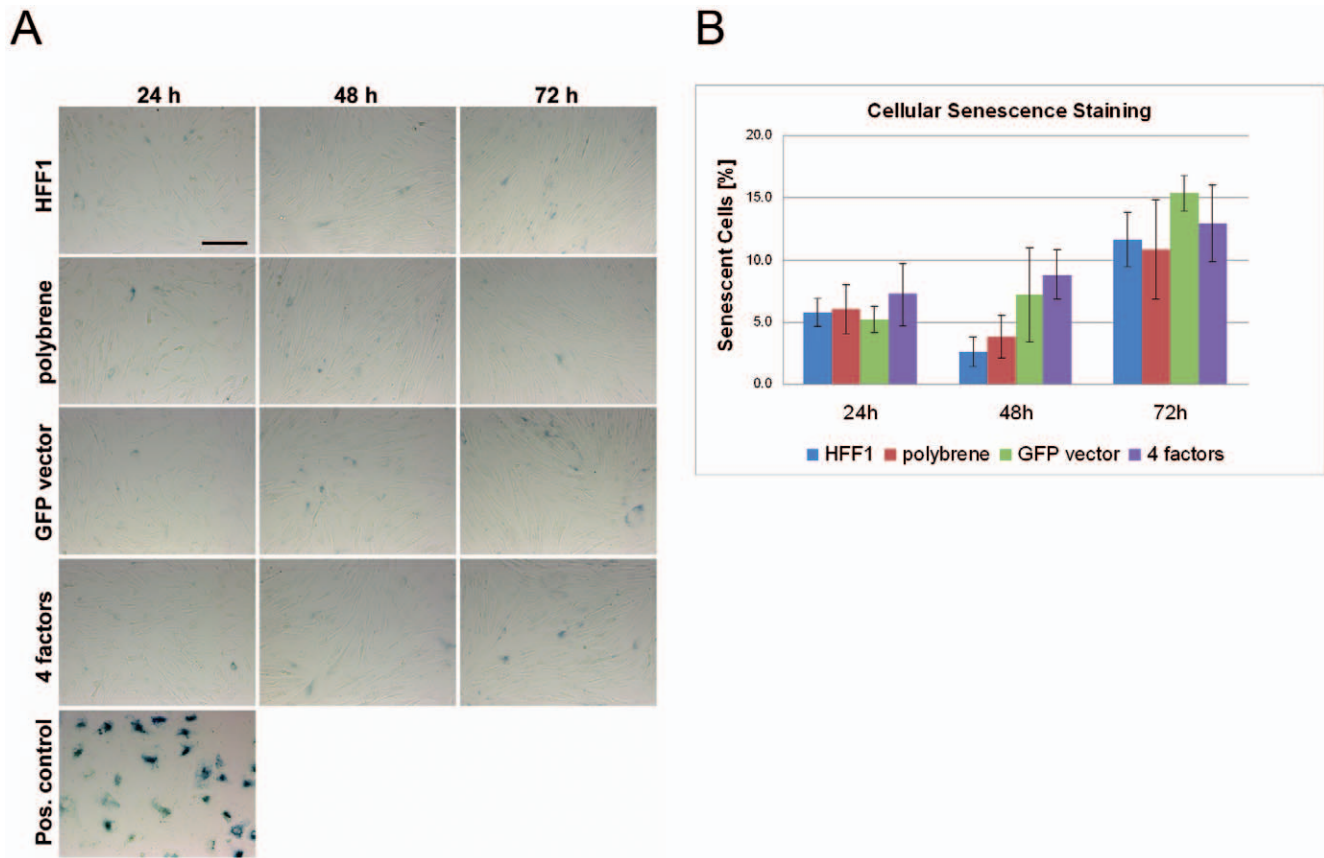 A
24 h 48 h 72 h
HFF1
polybrene
GFP vector
4 factors
Pos. control
B
Cellular Senescence Staining
Senescent Cells [%]
20.0
15.0
10.0
5.0
0.0
24h 48h 72h
HFF1 polybrene GFP vector 4 factors